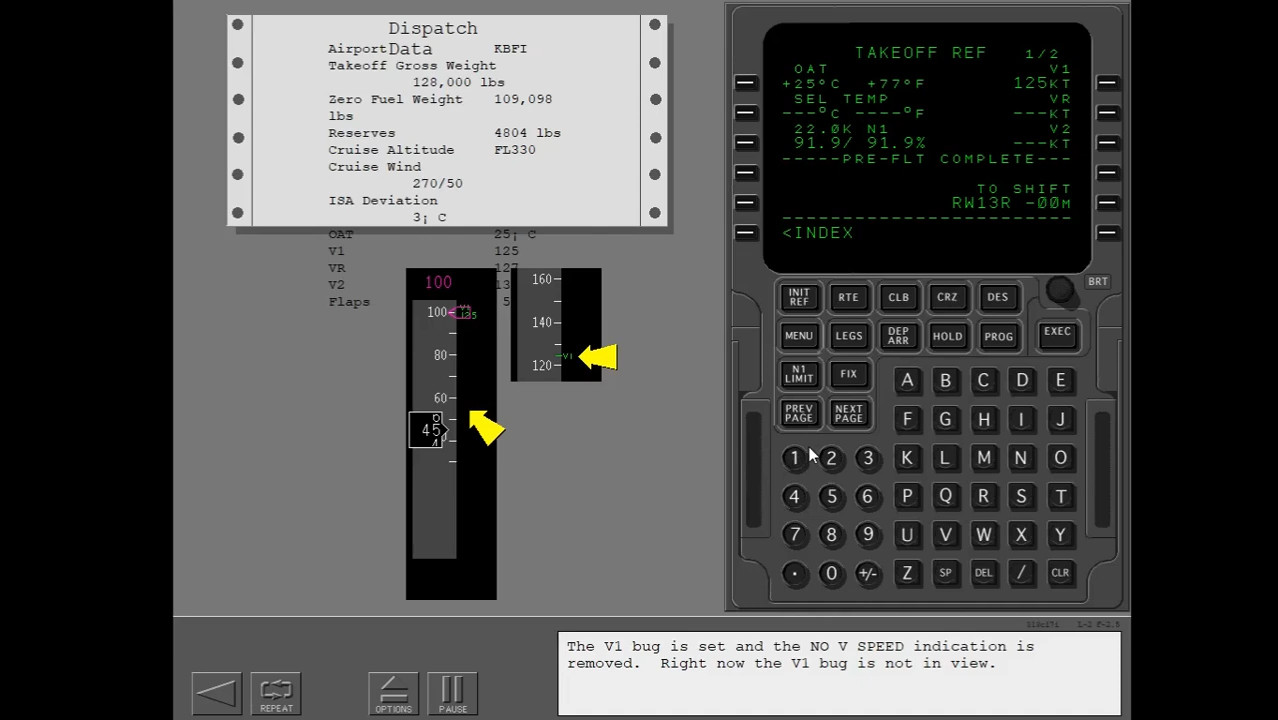 Dispatch
Data
Airport KBFI
Takeoff Gross Weight
128,000 lbs
Zero Fuel Weight 109,098
lbs
Reserves 4804 lbs
Cruise Altitude FL330
Cruise Wind
270/50
ISA Deviation
3¡ C
OAT 25¡ C
V1 125
VR 127
V2 13
Flaps 5
100
100
V1
125
80
60
45
160
140
120
V1
TAKEOFF REF 1/2
OAT V1
+25°C +77°F 125KT
SEL TEMP VR
---°C ----°F ---KT
22.0K N1 V2
91.9/ 91.9% ---KT
-----PRE-FLT COMPLETE---
TO SHIFT
RW13R -00M
------------------------
<INDEX
BRT
INIT REF RTE CLB CRZ DES
MENU LEGS DEP ARR HOLD PROG EXEC
N1 LIMIT FIX
PREV PAGE NEXT PAGE
A B C D E
F G H I J
1 2 3 K L M N O
4 5 6 P Q R S T
7 8 9 U V W X Y
. 0 +/- Z SP DEL / CLR
The V1 bug is set and the NO V SPEED indication is
removed. Right now the V1 bug is not in view.
REPEAT OPTIONS PAUSE